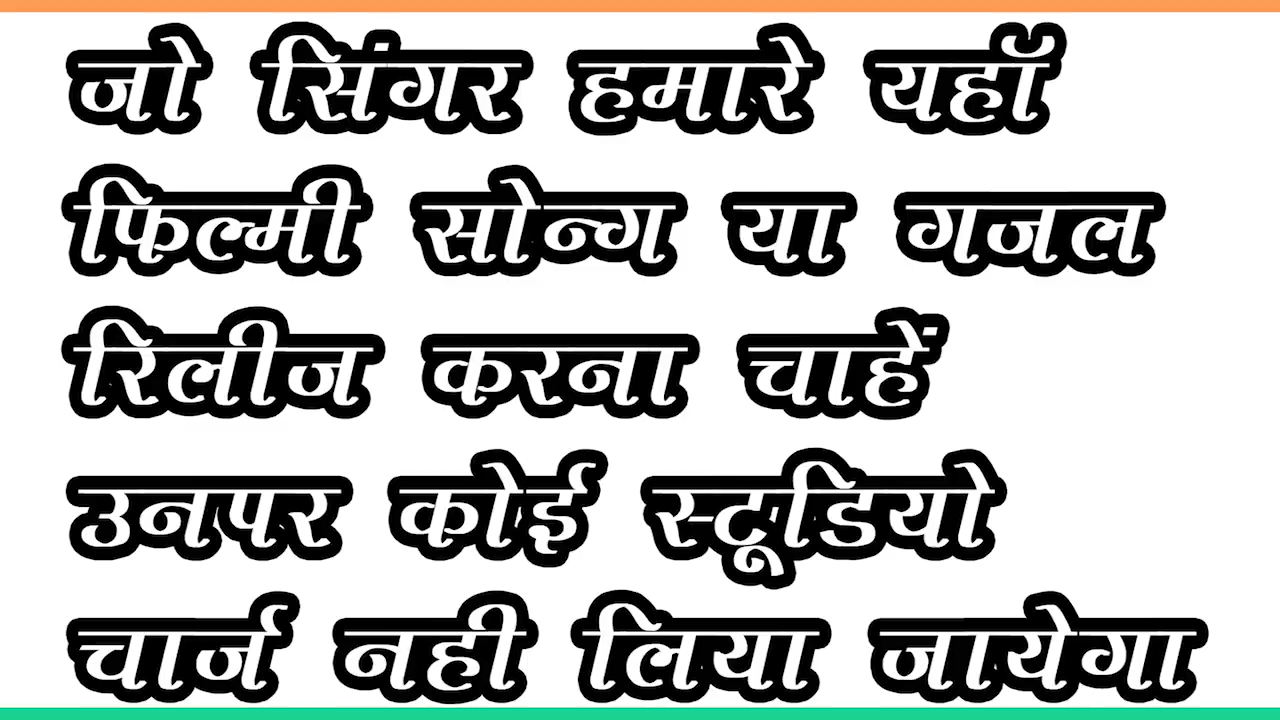 जो सिंगर हमारे यहॉ
फिल्मी सोन्ग या गजल
रिलीज करना चाहें
उनपर कोई स्टूडियो
चार्ज नही लिया जायेगा